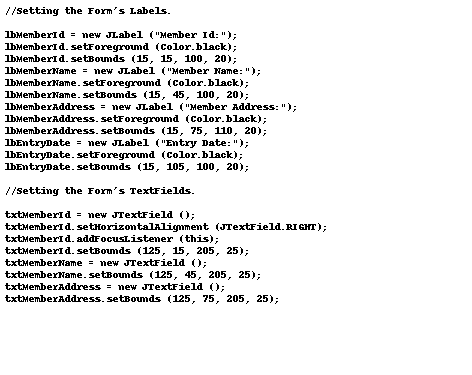 //Setting the Form's Labels.
lbMemberId = new JLabel ("Member Id:");
lbMemberId.setForeground (Color.black);
lbMemberId.setBounds (15, 15, 100, 20);
lbMemberName = new JLabel ("Member Name:");
lbMemberName.setForeground (Color.black);
lbMemberName.setBounds (15, 45, 100, 20);
lbMemberAddress = new JLabel ("Member Address:");
lbMemberAddress.setForeground (Color.black);
lbMemberAddress.setBounds (15, 75, 110, 20);
lbEntryDate = new JLabel ("Entry Date:");
lbEntryDate.setForeground (Color.black);
lbEntryDate.setBounds (15, 105, 100, 20);
//Setting the Form's TextFields.
txtMemberId = new JTextField ();
txtMemberId.setHorizontalAlignment (JTextField.RIGHT);
txtMemberId.addFocusListener (this);
txtMemberId.setBounds (125, 15, 205, 25);
txtMemberName = new JTextField ();
txtMemberName.setBounds (125, 45, 205, 25);
txtMemberAddress = new JTextField ();
txtMemberAddress.setBounds (125, 75, 205, 25);